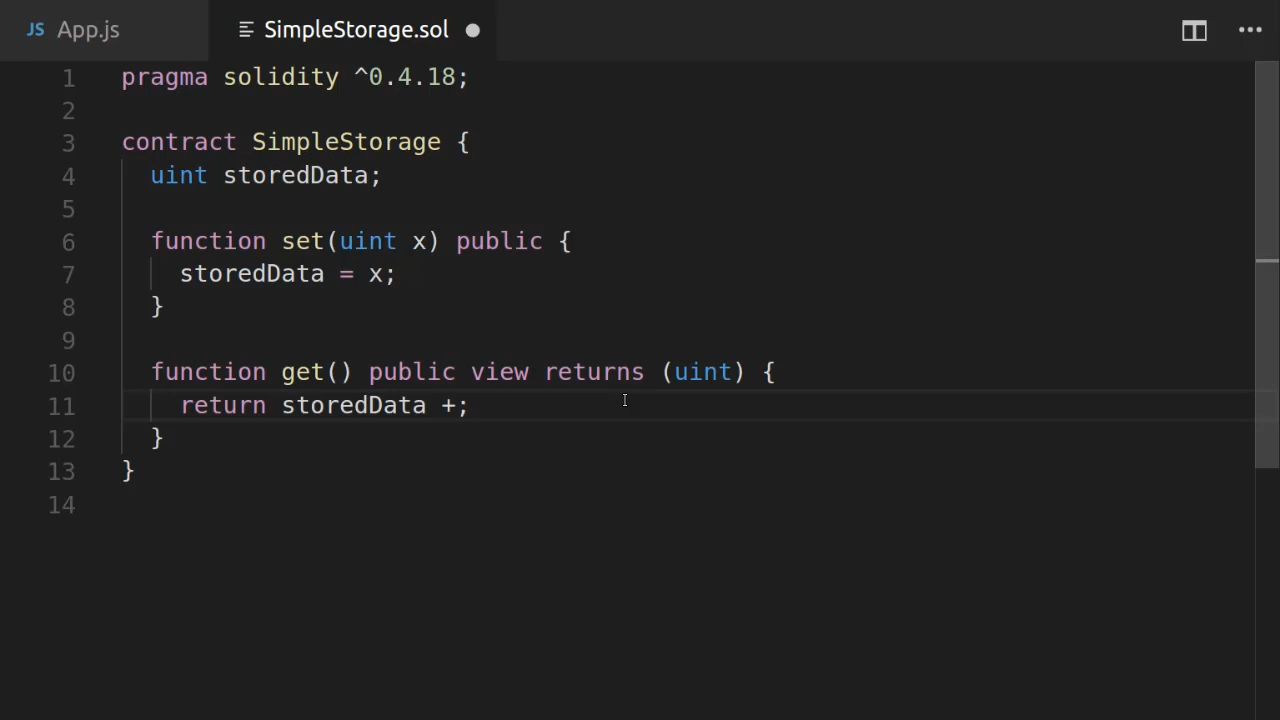 JS App.js SimpleStorage.sol
1 pragma solidity ^0.4.18;
2
3 contract SimpleStorage {
4 uint storedData;
5
6 function set(uint x) public {
7 storedData = x;
8 }
9
10 function get() public view returns (uint) {
11 return storedData +;
12 }
13 }
14